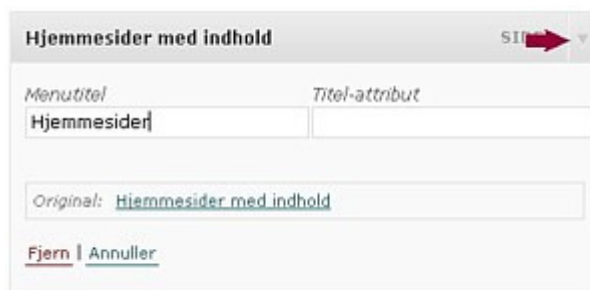 Hjemmesider med indhold
Menutitel Titel-attribut
Hjemmesider
Original: Hjemmesider med indhold
Fjern | Annuller